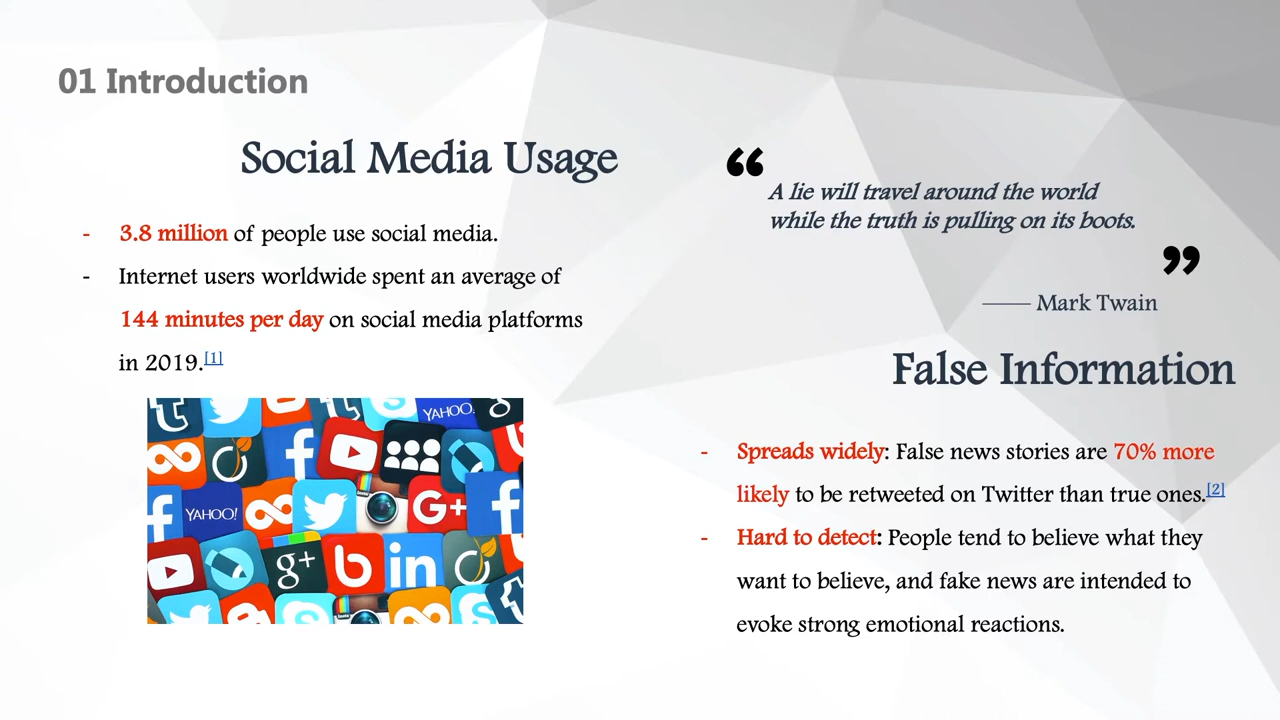 01 Introduction
Social Media Usage
- 3.8 million of people use social media.
- Internet users worldwide spent an average of
144 minutes per day on social media platforms
in 2019.[1]
YAHOO!
YAHOO!
G+
g+
in
“
A lie will travel around the world
while the truth is pulling on its boots.
”
—— Mark Twain
False Information
- Spreads widely: False news stories are 70% more
likely to be retweeted on Twitter than true ones.[2]
- Hard to detect: People tend to believe what they
want to believe, and fake news are intended to
evoke strong emotional reactions.